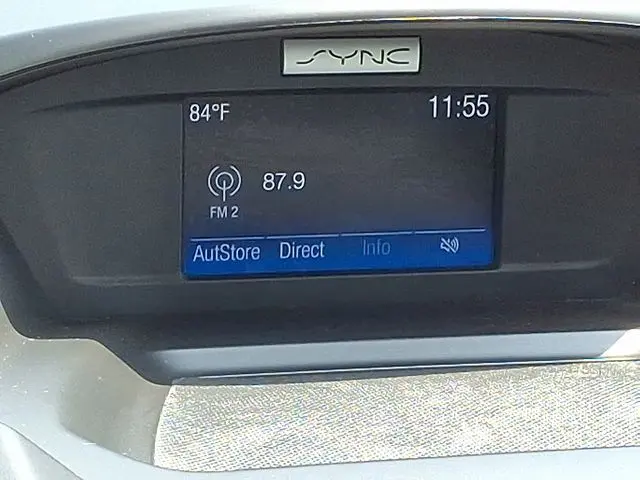 SYNC
84°F 11:55
87.9
FM 2
AutStore Direct Info